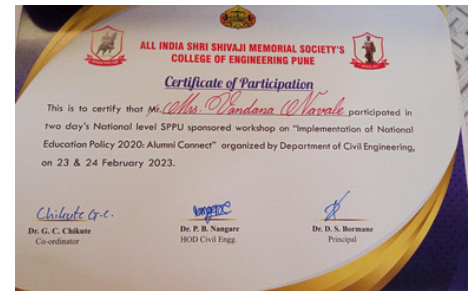 ALL INDIA SHRI SHIVAJI MEMORIAL SOCIETY'S
COLLEGE OF ENGINEERING PUNE
Certificate of Participation
This is to certify that Mr. Mrs. Vandana Navale participated in
two day's National level SPPU sponsored workshop on "Implementation of National
Education Policy 2020: Alumni Connect" organized by Department of Civil Engineering,
on 23 & 24 February 2023.
Chikute G.C.
Dr. G. C. Chikute
Co-ordinator
Dr. P. B. Nangare
HOD Civil Engg.
Dr. D. S. Bormane
Principal